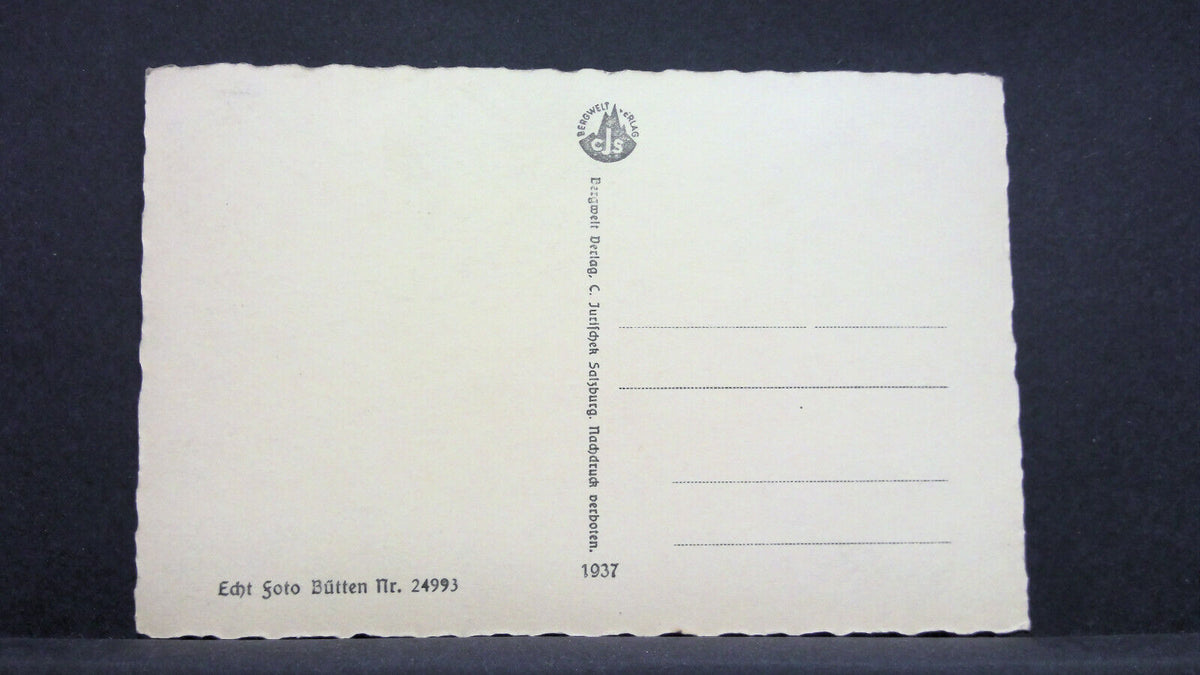 BERGWELT VERLAG
CJS
Bergwelt Verlag, C. Jurischek Salzburg. Nachdruck verboten.
1937
Echt Foto Bütten Nr. 24993